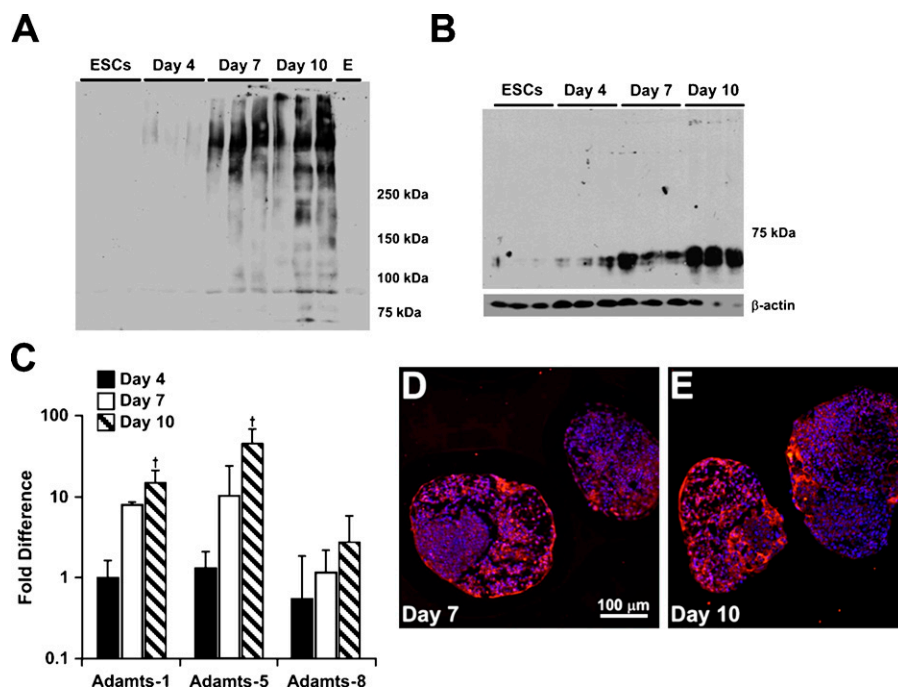 A
ESCs Day 4 Day 7 Day 10 E
250 kDa
150 kDa
100 kDa
75 kDa
B
ESCs Day 4 Day 7 Day 10
75 kDa
β-actin
C
Day 4
Day 7
Day 10
Fold Difference
100
10
1
0.1
† † 
Adamts-1 Adamts-5 Adamts-8
D
Day 7
100 μm
E
Day 10